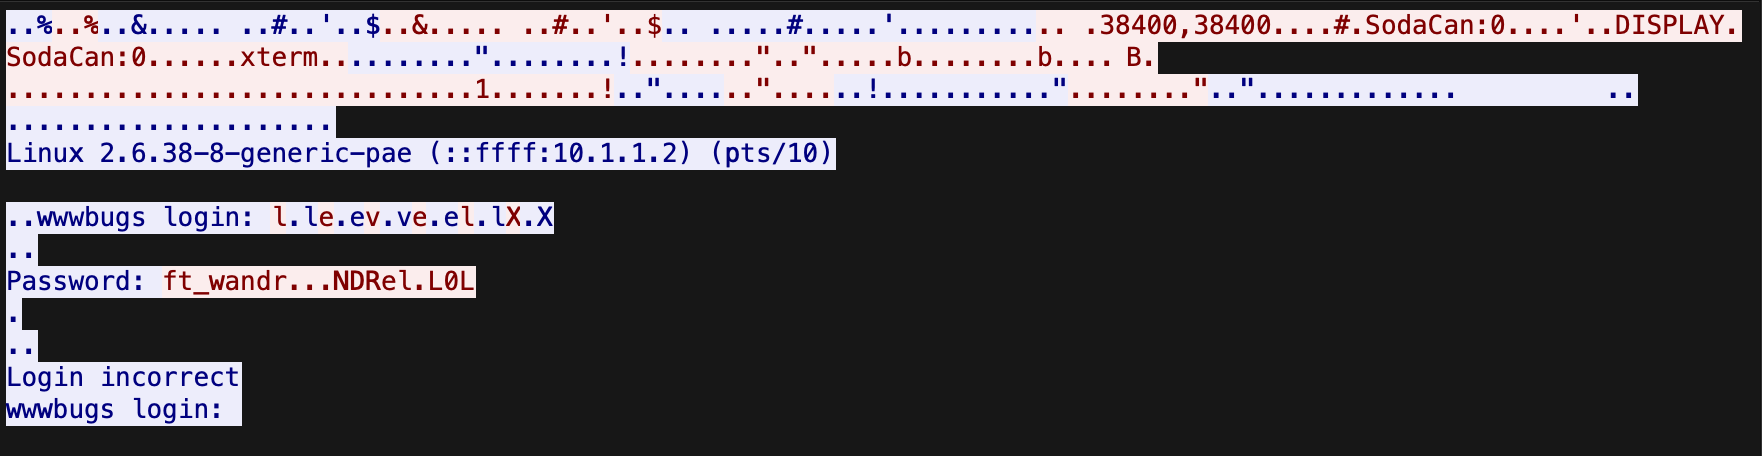 ..%..%..&..... ..#..'..$..&..... ..#..'..$.. .....#.....'........... .38400,38400....#.SodaCan:0....'..DISPLAY.
SodaCan:0......xterm.........."........!........"..".....b........b.... B.
..............................1.......!.."......".......!..........."........".."............. ..
.....................
Linux 2.6.38-8-generic-pae (::ffff:10.1.1.2) (pts/10)
..wwwbugs login: l.le.ev.ve.el.lX.X
..
Password: ft_wandr...NDRel.L0L
.
..
Login incorrect
wwwbugs login: